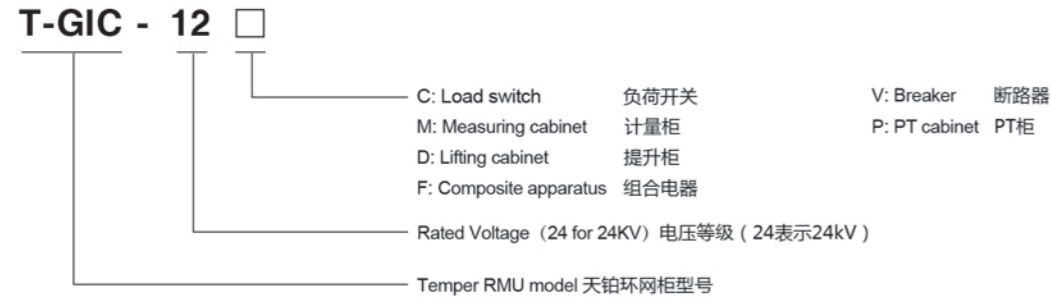 T-GIC - 12 □
C: Load switch 负荷开关 V: Breaker 断路器
M: Measuring cabinet 计量柜 P: PT cabinet PT柜
D: Lifting cabinet 提升柜
F: Composite apparatus 组合电器
Rated Voltage（24 for 24KV）电压等级（24表示24kV）
Temper RMU model 天铂环网柜型号